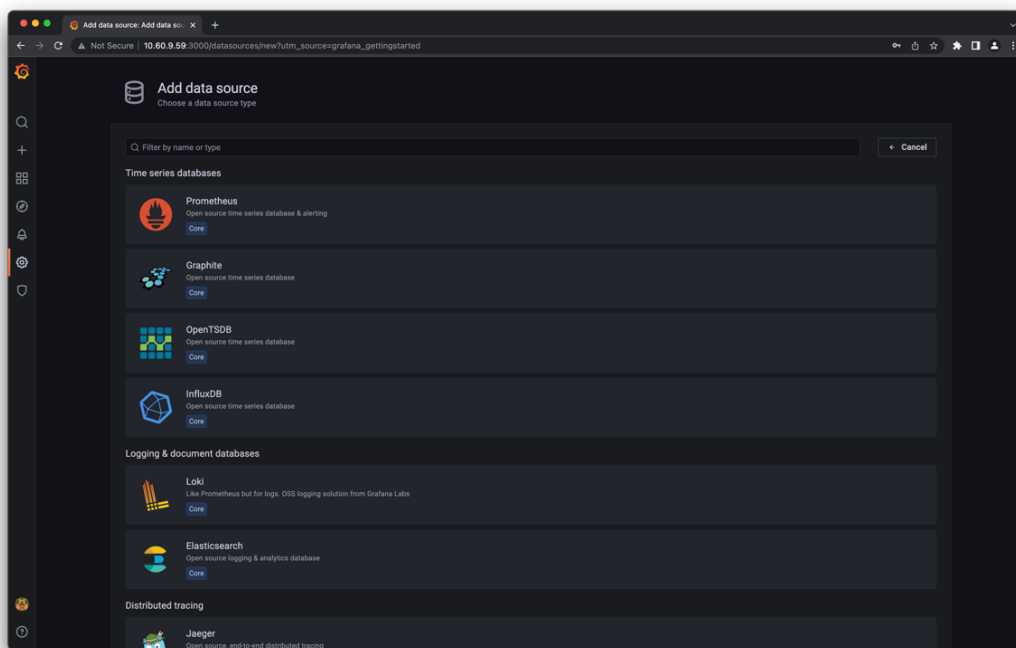 Add data source: Add data sou
Not Secure | 10.60.9.59:3000/datasources/new?utm_source=grafana_gettingstarted
Add data source
Choose a data source type
Filter by name or type
Cancel
Time series databases
Prometheus
Open source time series database & alerting
Core
Graphite
Open source time series database
Core
OpenTSDB
Open source time series database
Core
InfluxDB
Open source time series database
Core
Logging & document databases
Loki
Like Prometheus but for logs. OSS logging solution from Grafana Labs
Core
Elasticsearch
Open source logging & analytics database
Core
Distributed tracing
Jaeger
Open source, end-to-end distributed tracing